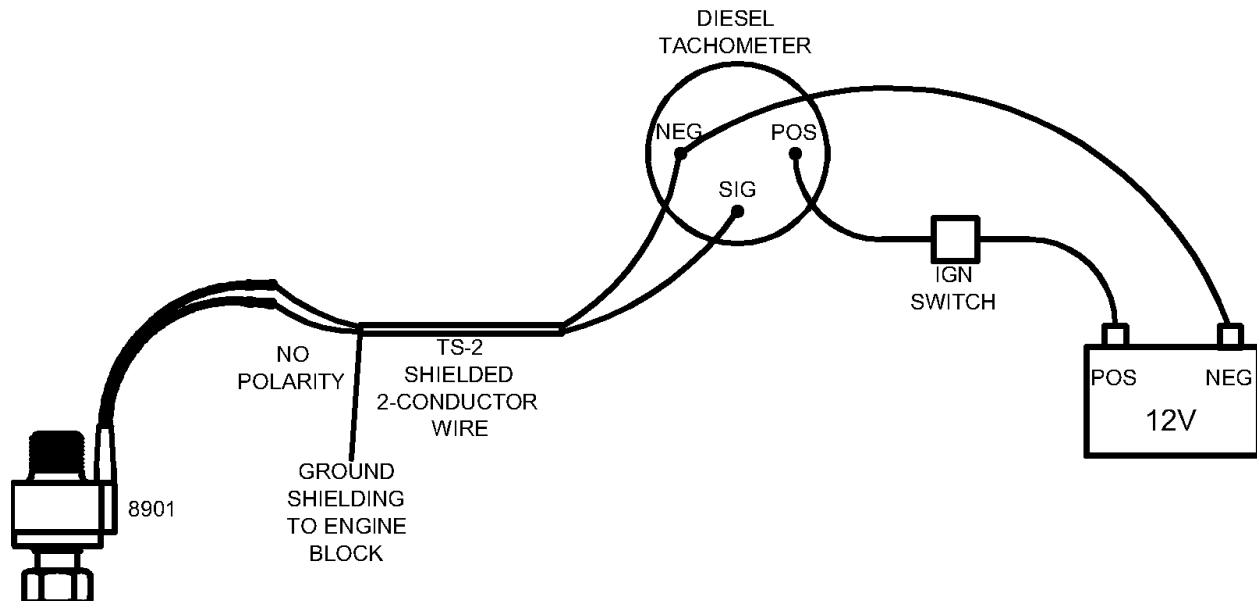 DIESEL
TACHOMETER
NEG
POS
SIG
IGN
SWITCH
NO
POLARITY
TS-2
SHIELDED
2-CONDUCTOR
WIRE
POS
NEG
12V
GROUND
SHIELDING
TO ENGINE
BLOCK
8901